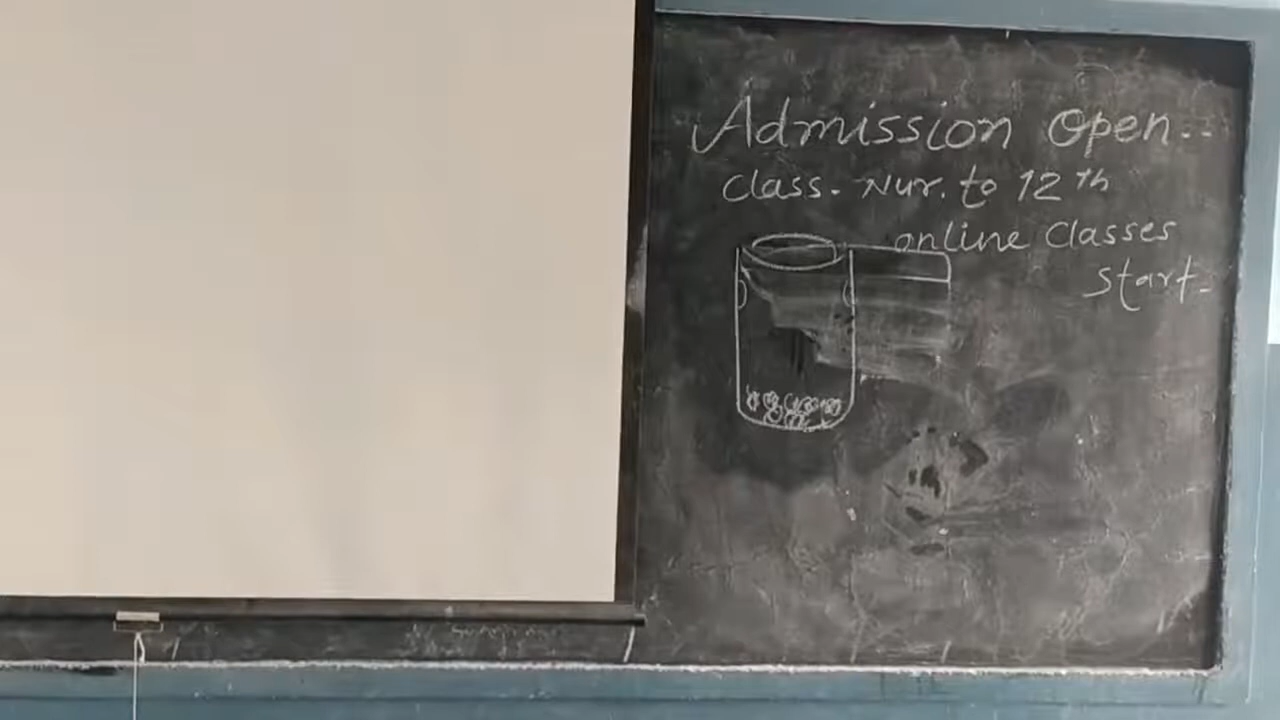 Admission Open..
Class. Nur. to 12th
online Classes
Start-